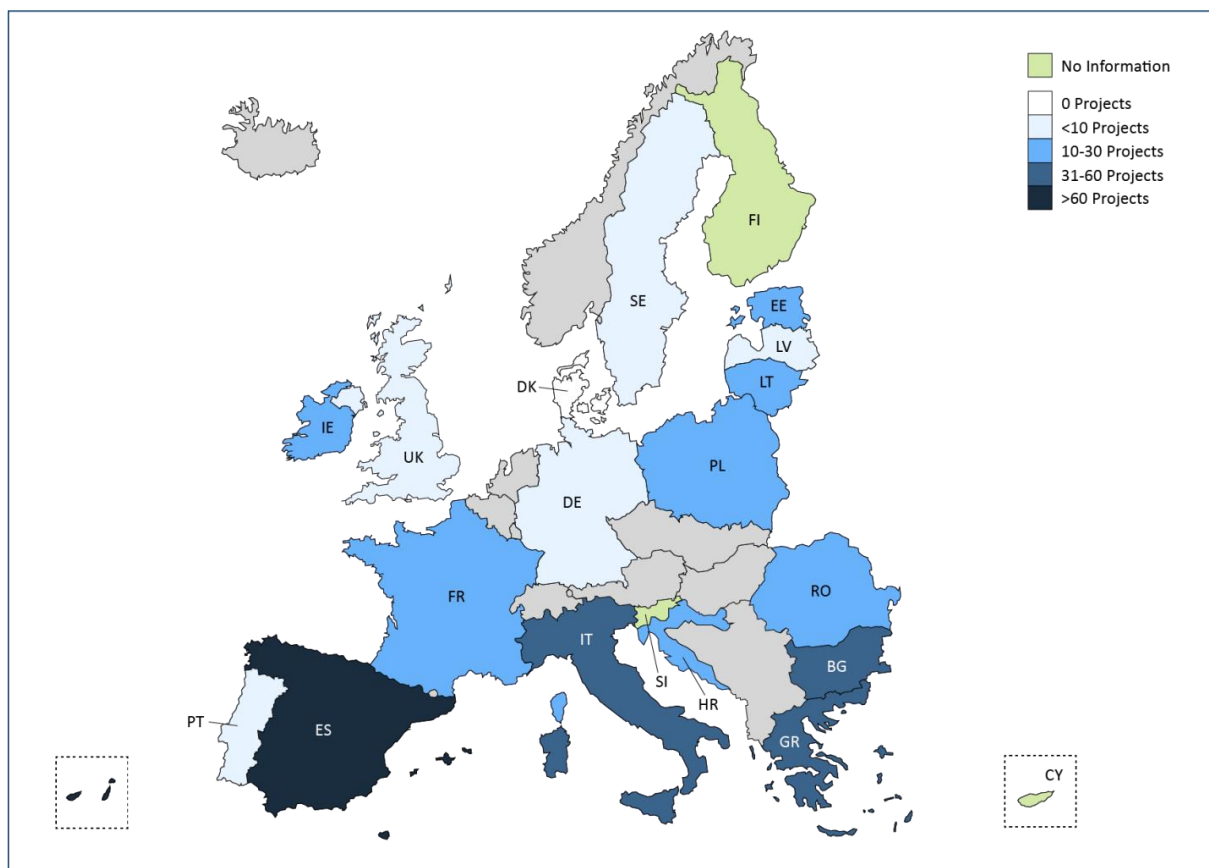 No Information
0 Projects
<10 Projects
10-30 Projects
31-60 Projects
>60 Projects
FI
SE
EE
LV
LT
DK
IE
UK
PL
DE
FR
RO
IT
BG
SI
HR
PT
ES
GR
CY